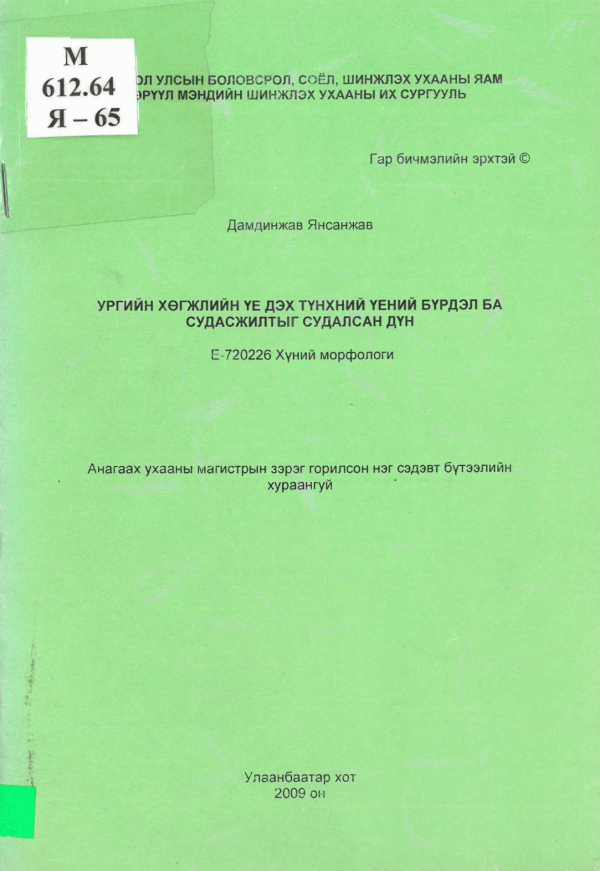 М
612.64
Я – 65
ОЛ УЛСЫН БОЛОВСРОЛ, СОЁЛ, ШИНЖЛЭХ УХААНЫ ЯАМ
ЭРҮҮЛ МЭНДИЙН ШИНЖЛЭХ УХААНЫ ИХ СУРГУУЛЬ
Гар бичмэлийн эрхтэй ©
Дамдинжав Янсанжав
УРГИЙН ХӨГЖЛИЙН ҮЕ ДЭХ ТҮНХНИЙ ҮЕНИЙ БҮРДЭЛ БА
СУДАСЖИЛТЫГ СУДАЛСАН ДҮН
Е-720226 Хүний морфологи
Анагаах ухааны магистрын зэрэг горилсон нэг сэдэвт бүтээлийн
хураангуй
Улаанбаатар хот
2009 он